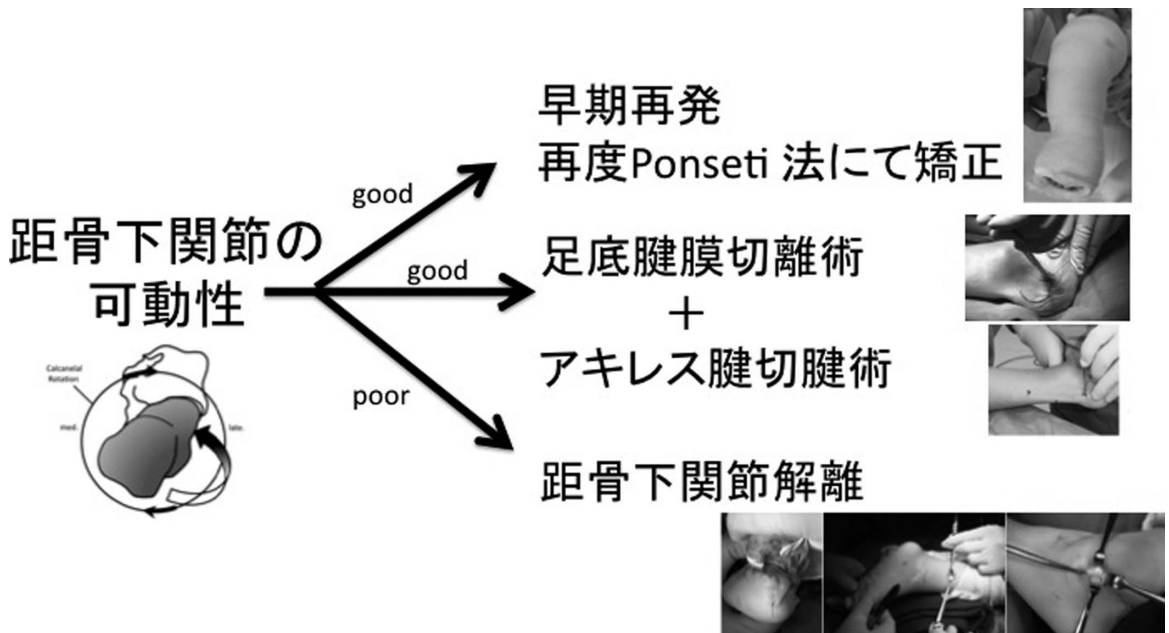 早期再発
再度Ponseti 法にて矯正
good
距骨下関節の
可動性
good
足底腱膜切離術
+
アキレス腱切腱術
poor
距骨下関節解離
Calcaneal
Rotation
med.
late.